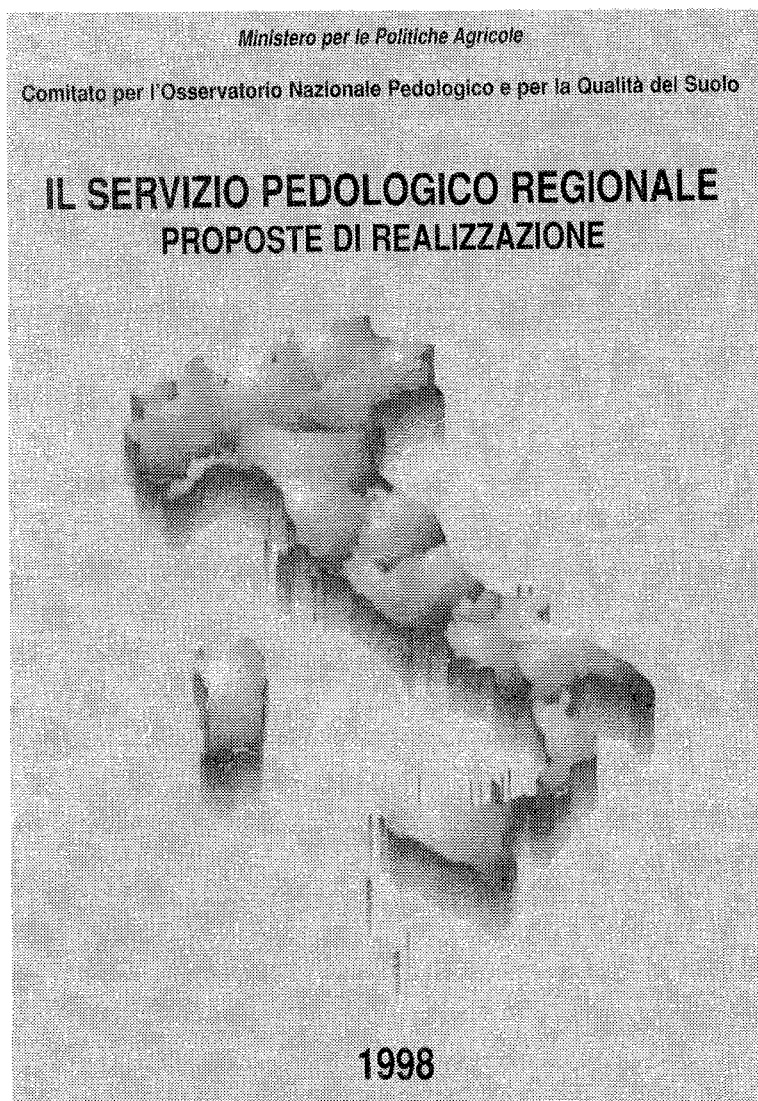 Ministero per le Politiche Agricole
Comitato per l'Osservatorio Nazionale Pedologico e per la Qualità del Suolo
IL SERVIZIO PEDOLOGICO REGIONALE
PROPOSTE DI REALIZZAZIONE
1998